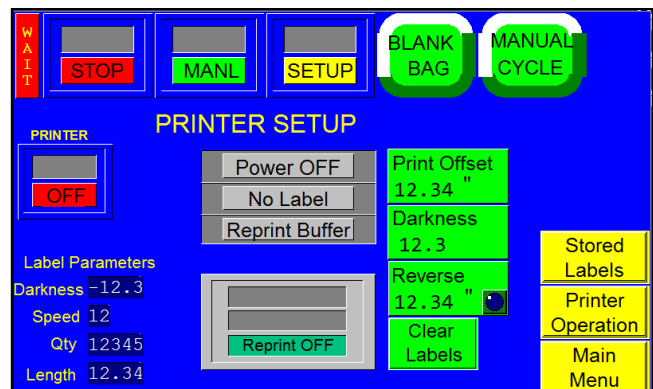 WAIT
STOP
MANL
SETUP
BLANK
BAG
MANUAL
CYCLE
PRINTER SETUP
PRINTER
OFF
Power OFF
No Label
Reprint Buffer
Print Offset
12.34 "
Darkness
12.3
Reverse
12.34 "
Clear
Labels
Label Parameters
Darkness -12.3
Speed 12
Qty 12345
Length 12.34
Reprint OFF
Stored
Labels
Printer
Operation
Main
Menu